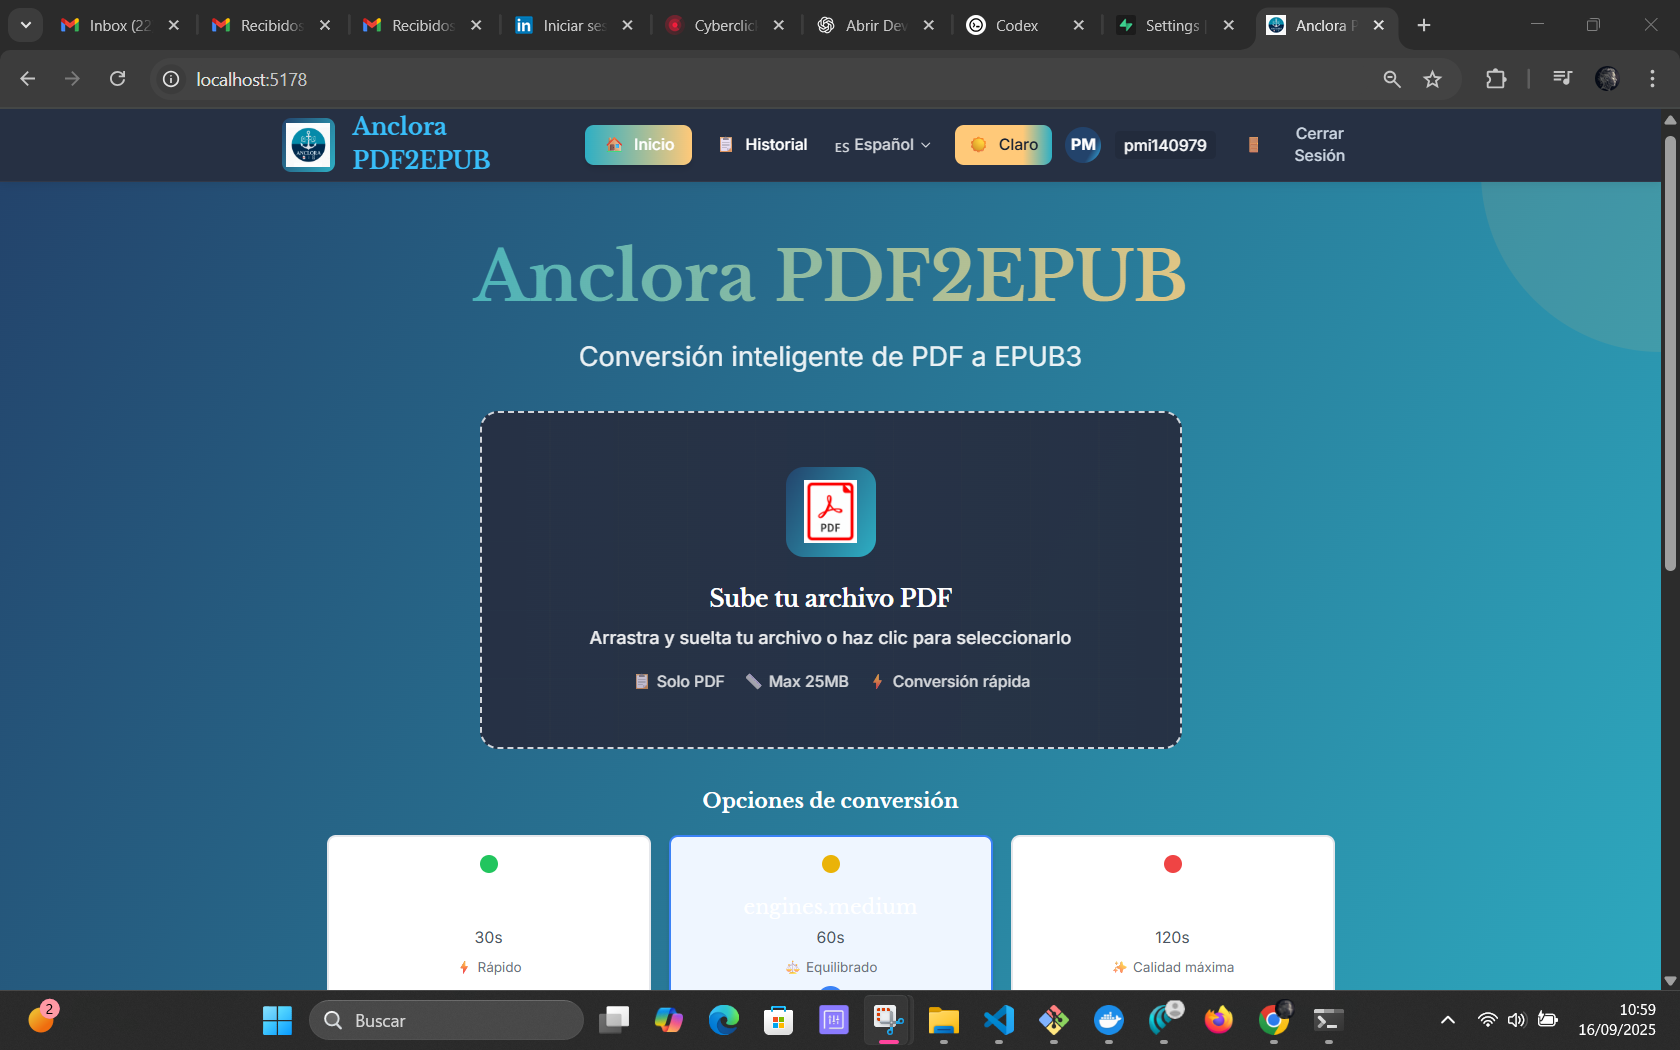 Inbox (22
Recibidos
Recibidos
in
Iniciar ses
Cyberclic
Abrir Dev
Codex
Settings |
Anclora P
localhost:5178
ANCLORA
Anclora
PDF2EPUB
Inicio
Historial
ES Español
Claro
PM
pmi140979
Cerrar
Sesión
Anclora PDF2EPUB
Conversión inteligente de PDF a EPUB3
PDF
Sube tu archivo PDF
Arrastra y suelta tu archivo o haz clic para seleccionarlo
Solo PDF
Max 25MB
Conversión rápida
Opciones de conversión
30s
Rápido
engines.medium
60s
Equilibrado
120s
Calidad máxima
2
Buscar
10:59
16/09/2025